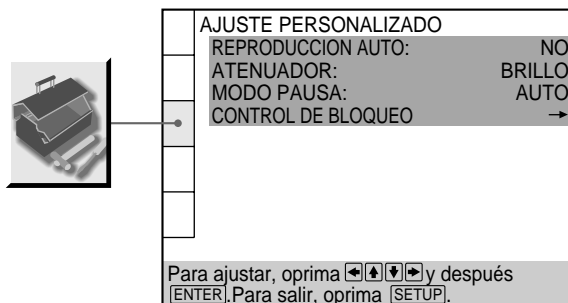 AJUSTE PERSONALIZADO
REPRODUCCION AUTO: NO
ATENUADOR: BRILLO
MODO PAUSA: AUTO
CONTROL DE BLOQUEO →
Para ajustar, oprima ←↑↓→ y después
ENTER.Para salir, oprima SETUP.